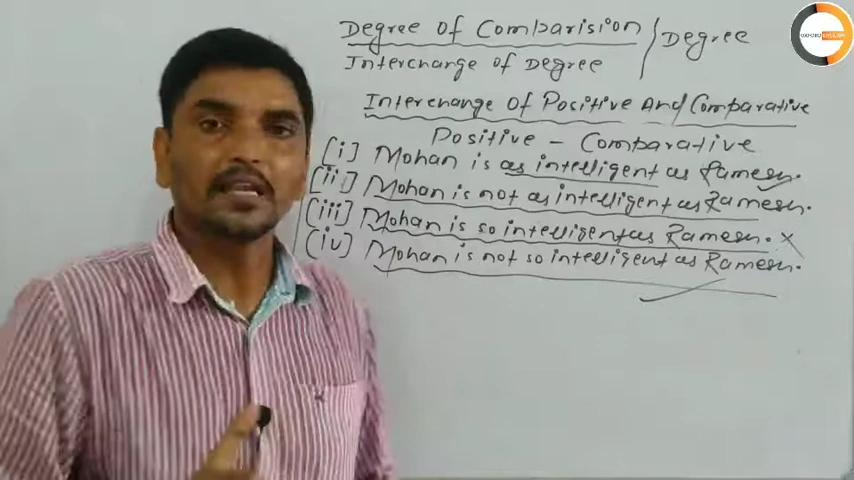 Degree of Comparision / Degree
Interchange of Degree
Interchange Of Positive And Comparative
Positive - Comparative
[i] Mohan is as intelligent as Ramesh.
[ii] Mohan is not as intelligent as Ramesh.
[iii] Mohan is so intelligent as Ramesh. x
[iv] Mohan is not so intelligent as Ramesh.